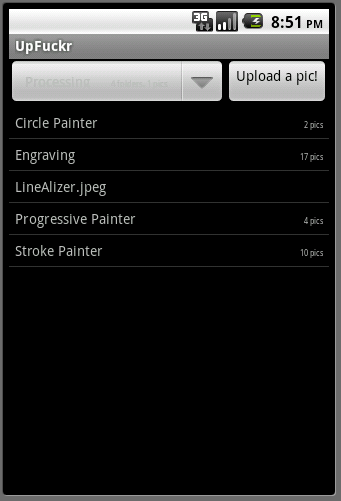 3G 8:51 PM
UpFuckr
Processing
Upload a pic!
Circle Painter 2 pics
Engraving 17 pics
LineAlizer.jpeg
Progressive Painter 4 pics
Stroke Painter 10 pics